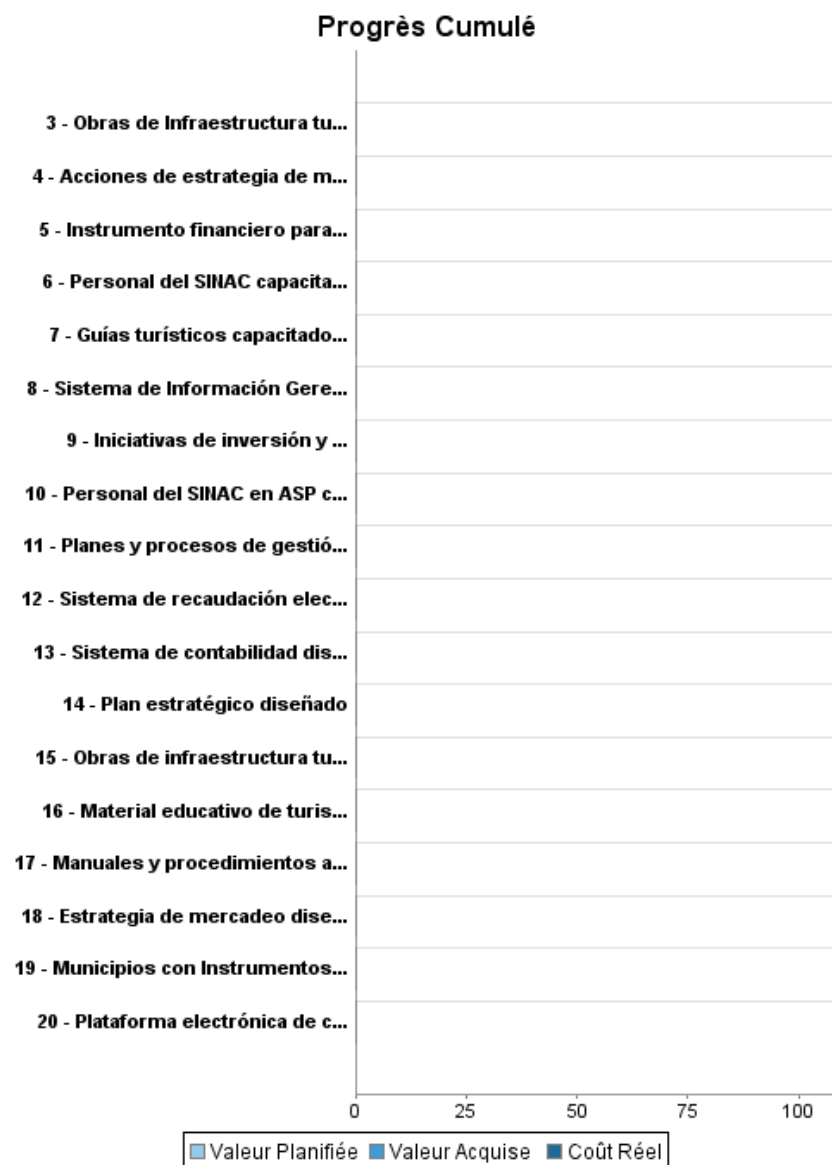 Progrès Cumulé
3 - Obras de Infraestructura tu...
4 - Acciones de estrategia de m...
5 - Instrumento financiero para...
6 - Personal del SINAC capacita...
7 - Guías turísticos capacitado...
8 - Sistema de Información Gere...
9 - Iniciativas de inversión y ...
10 - Personal del SINAC en ASP c...
11 - Planes y procesos de gestió...
12 - Sistema de recaudación elec...
13 - Sistema de contabilidad dis...
14 - Plan estratégico diseñado
15 - Obras de infraestructura tu...
16 - Material educativo de turis...
17 - Manuales y procedimientos a...
18 - Estrategia de mercadeo dise...
19 - Municipios con Instrumentos...
20 - Plataforma electrónica de c...
0 25 50 75 100
Valeur Planifiée Valeur Acquise Coût Réel